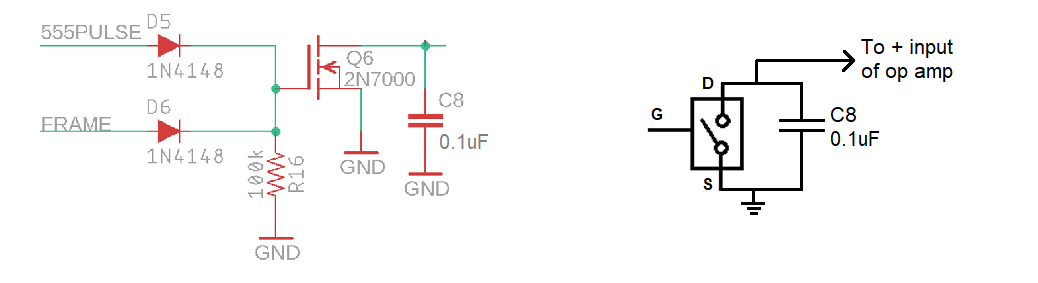 555PULSE
D5
1N4148
FRAME
D6
1N4148
100k
R16
GND
Q6
2N7000
GND
C8
0.1uF
GND
G
D
S
C8
0.1uF
To + input
of op amp